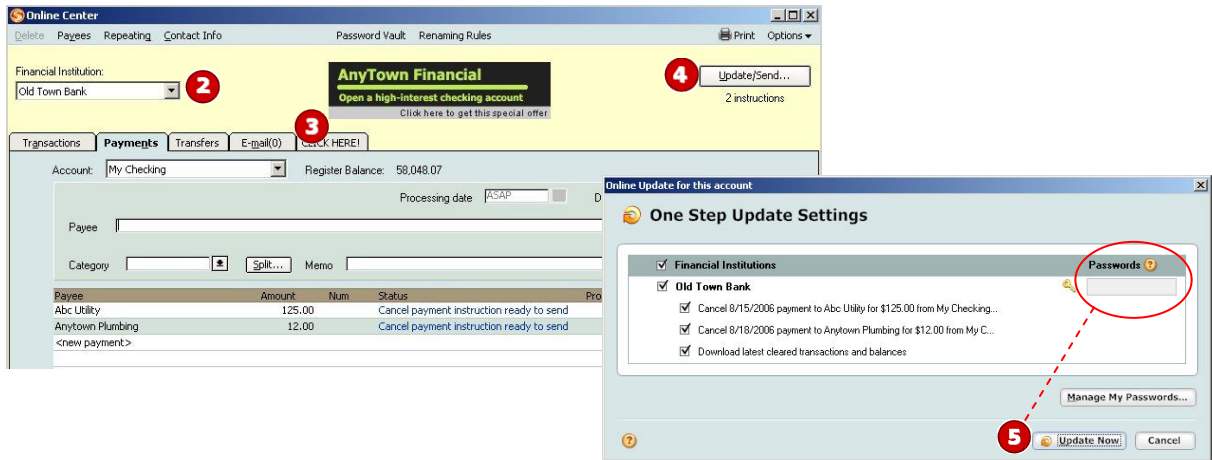 Online Center
Delete Payees Repeating Contact Info Password Vault Renaming Rules Print Options
Financial Institution:
Old Town Bank
2
AnyTown Financial
Open a high-interest checking account
Click here to get this special offer
4
Update/Send...
2 instructions
3
Transactions Payments Transfers E-mail(0) CLICK HERE!
Account: My Checking Register Balance: 58,048.07
Processing date ASAP D
Payee
Category Split... Memo
Payee Amount Num Status Pro
Abc Utility 125.00 Cancel payment instruction ready to send
Anytown Plumbing 12.00 Cancel payment instruction ready to send
<new payment>
Online Update for this account
One Step Update Settings
Financial Institutions Passwords ?
Old Town Bank
Cancel 8/15/2006 payment to Abc Utility for $125.00 from My Checking...
Cancel 8/18/2006 payment to Anytown Plumbing for $12.00 from My C...
Download latest cleared transactions and balances
Manage My Passwords...
? 5 Update Now Cancel